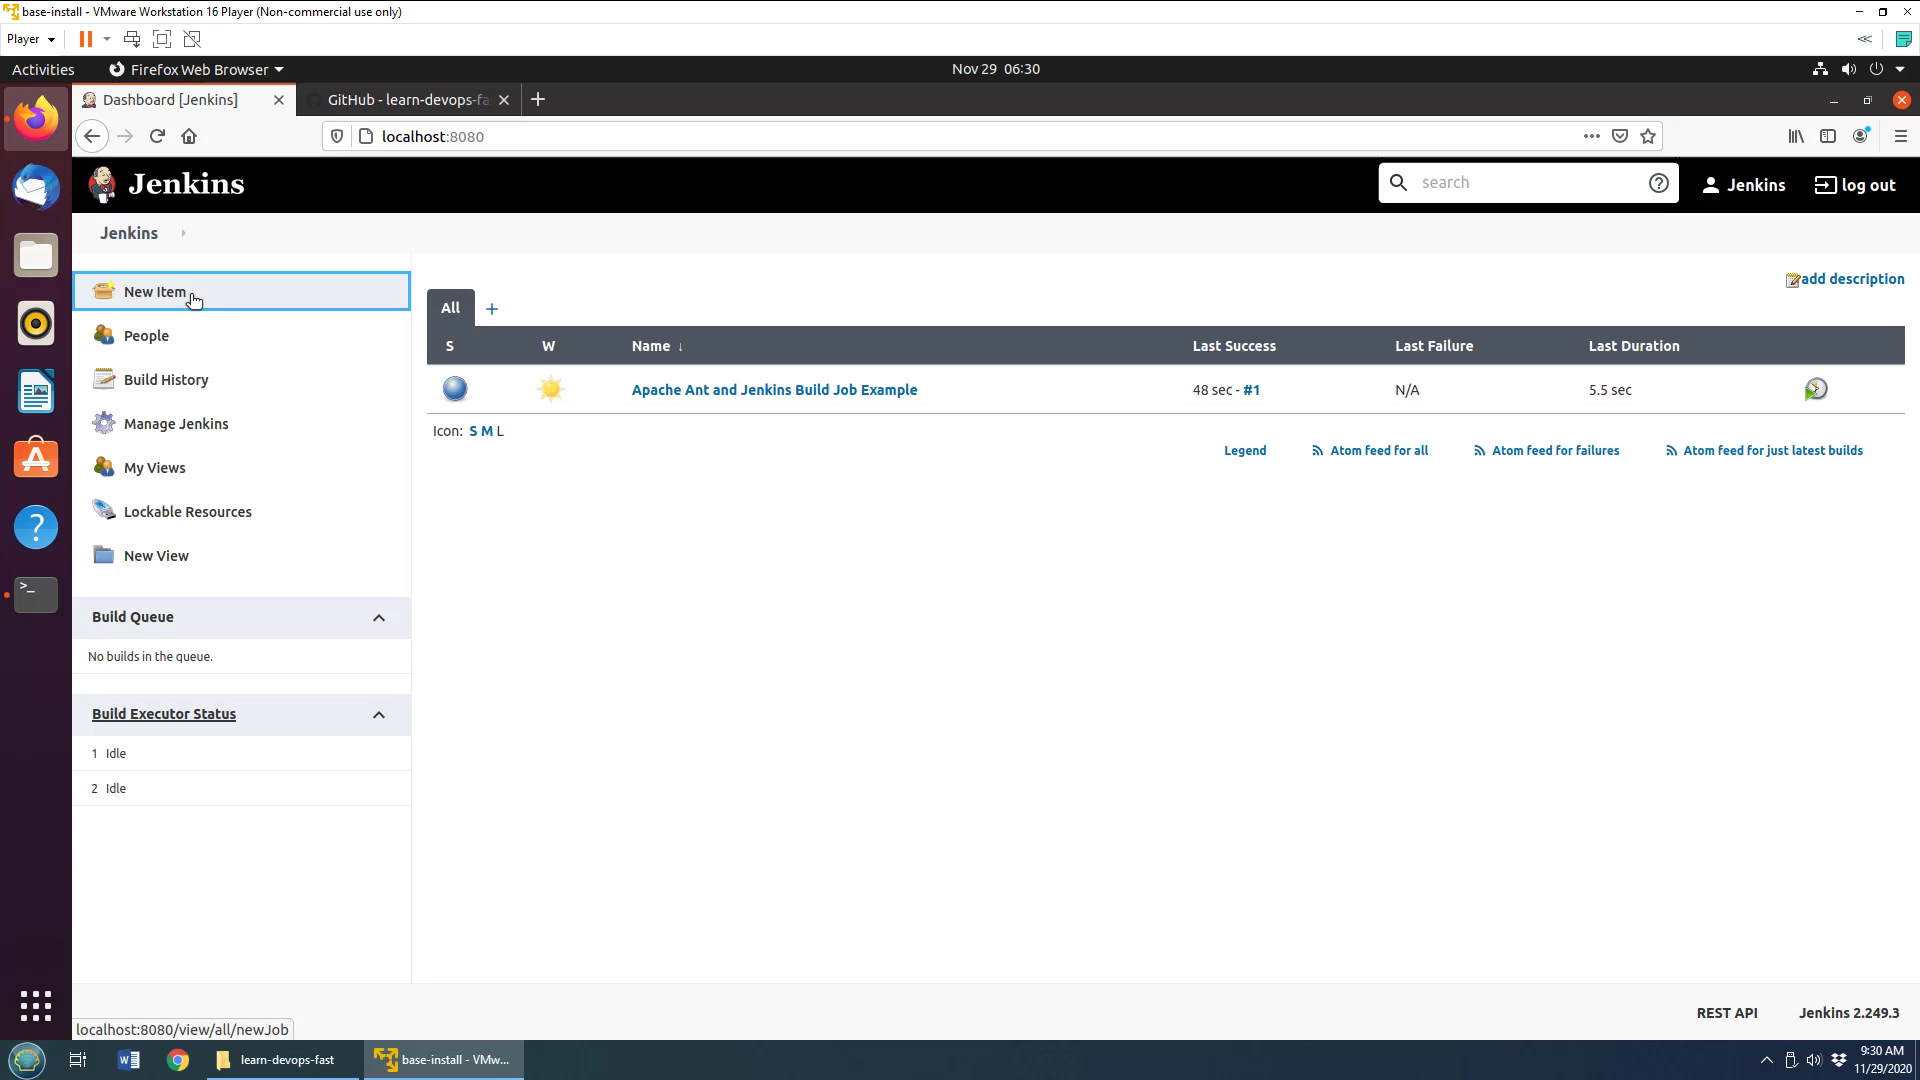 base-install - VMware Workstation 16 Player (Non-commercial use only)
Player
Activities
Firefox Web Browser
Nov 29 06:30
Dashboard [Jenkins]
GitHub - learn-devops-fa
localhost:8080
Jenkins
search
Jenkins
log out
Jenkins
New Item
People
Build History
Manage Jenkins
My Views
Lockable Resources
New View
Build Queue
No builds in the queue.
Build Executor Status
1 Idle
2 Idle
add description
All +
S W Name ↓ Last Success Last Failure Last Duration
Apache Ant and Jenkins Build Job Example 48 sec - #1 N/A 5.5 sec
Icon: S M L
Legend Atom feed for all Atom feed for failures Atom feed for just latest builds
REST API Jenkins 2.249.3
localhost:8080/view/all/newJob
learn-devops-fast
base-install - VMw...
9:30 AM
11/29/2020